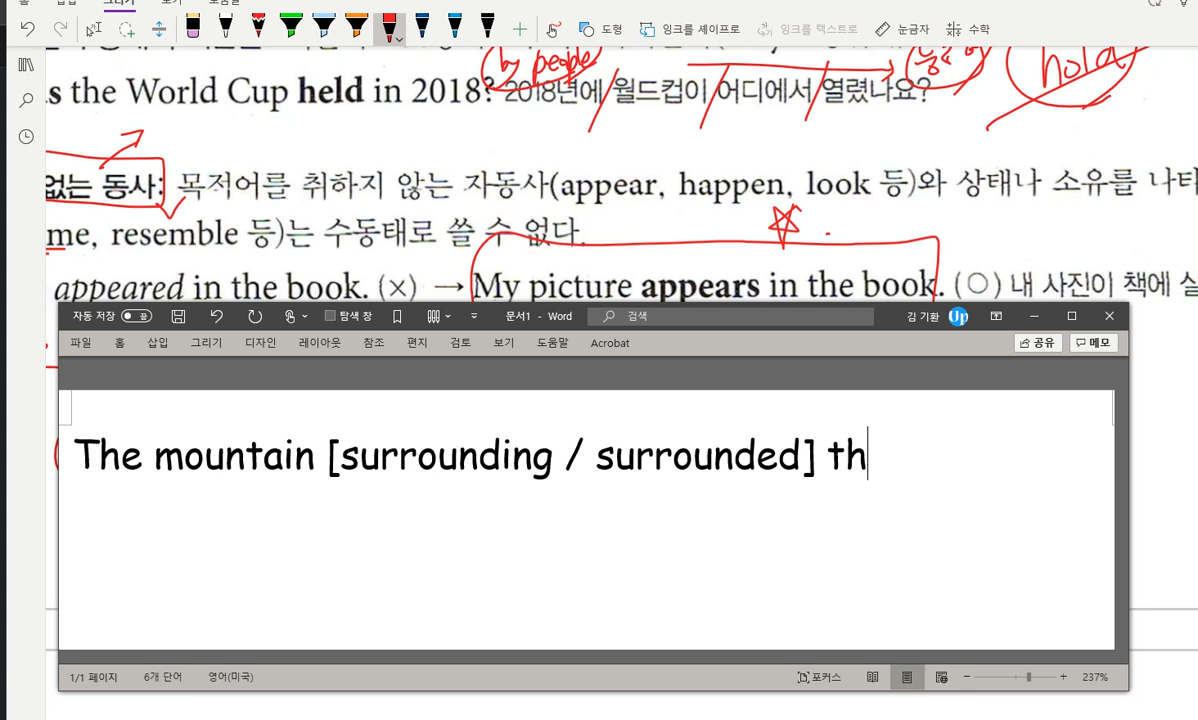 도형 잉크를 셰이프로 잉크를 텍스트로 눈금자 수학
by people hold
s the World Cup held in 2018? 2018년에 월드컵이 어디에서 열렸나요?
없는 동사: 목적어를 취하지 않는 자동사(appear, happen, look 등)와 상태나 소유를 나타
me, resemble 등)는 수동태로 쓸 수 없다.
appeared in the book. (×) → My picture appears in the book. (○) 내 사진이 책에 실
자동 저장 끔 탐색 창 문서1 - Word 검색 김 기환
파일 홈 삽입 그리기 디자인 레이아웃 참조 편지 검토 보기 도움말 Acrobat 공유 메모
The mountain [surrounding / surrounded] th
1/1 페이지 6개 단어 영어(미국) 포커스 237%